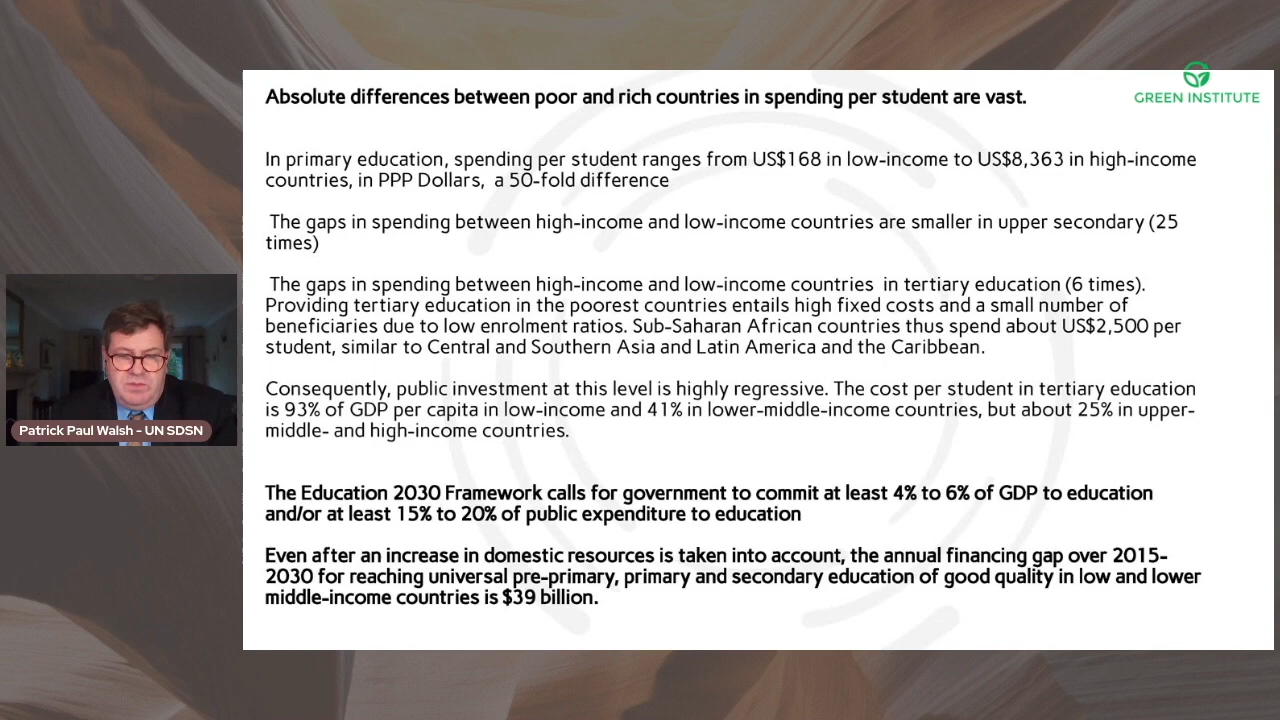 GREEN INSTITUTE
Absolute differences between poor and rich countries in spending per student are vast.
In primary education, spending per student ranges from US$168 in low-income to US$8,363 in high-income
countries, in PPP Dollars, a 50-fold difference
The gaps in spending between high-income and low-income countries are smaller in upper secondary (25
times)
The gaps in spending between high-income and low-income countries in tertiary education (6 times).
Providing tertiary education in the poorest countries entails high fixed costs and a small number of
beneficiaries due to low enrolment ratios. Sub-Saharan African countries thus spend about US$2,500 per
student, similar to Central and Southern Asia and Latin America and the Caribbean.
Consequently, public investment at this level is highly regressive. The cost per student in tertiary education
is 93% of GDP per capita in low-income and 41% in lower-middle-income countries, but about 25% in upper-
middle- and high-income countries.
The Education 2030 Framework calls for government to commit at least 4% to 6% of GDP to education
and/or at least 15% to 20% of public expenditure to education
Even after an increase in domestic resources is taken into account, the annual financing gap over 2015-
2030 for reaching universal pre-primary, primary and secondary education of good quality in low and lower
middle-income countries is $39 billion.
Patrick Paul Walsh - UN SDSN